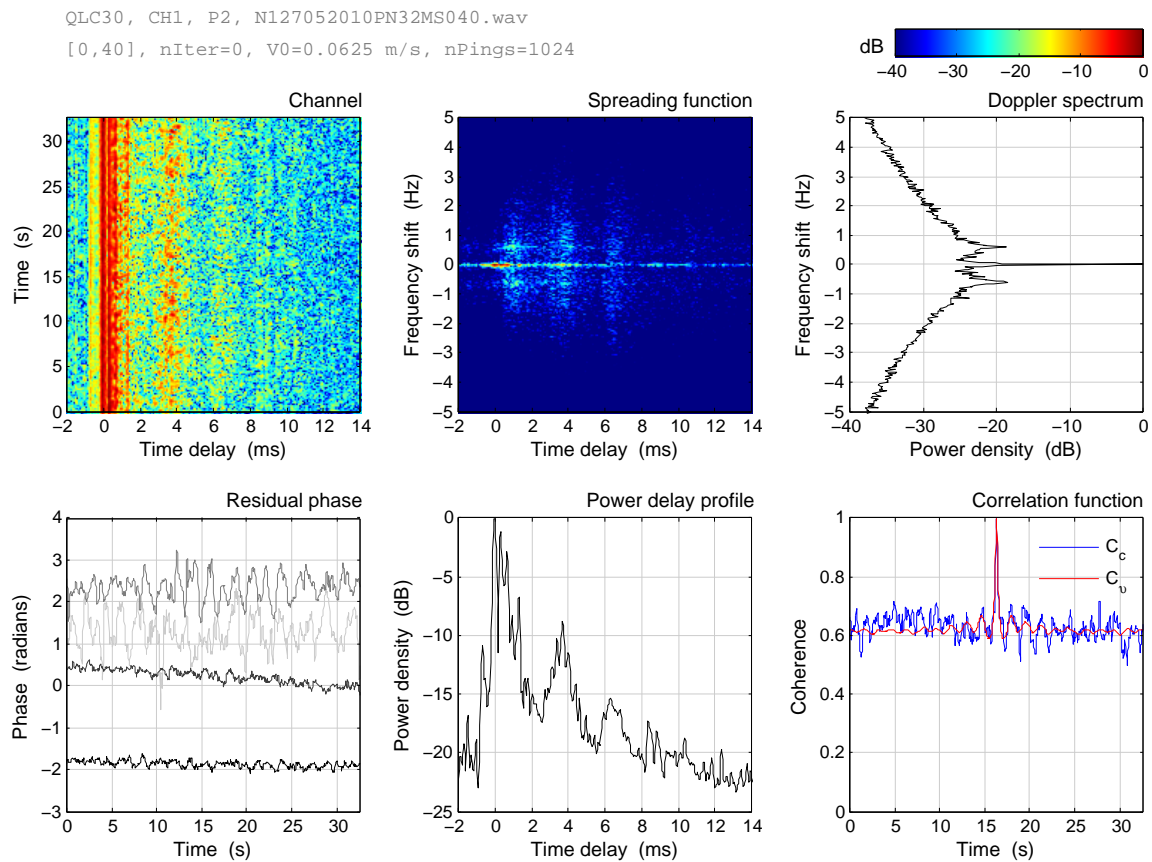 QLC30, CH1, P2, N127052010PN32MS040.wav
[0,40], nIter=0, V0=0.0625 m/s, nPings=1024
dB
−40 −30 −20 −10 0
Channel
Time (s)
30
25
20
15
10
5
0
−2 0 2 4 6 8 10 12 14
Time delay (ms)
Spreading function
Frequency shift (Hz)
5
4
3
2
1
0
−1
−2
−3
−4
−5
−2 0 2 4 6 8 10 12 14
Time delay (ms)
Doppler spectrum
Frequency shift (Hz)
5
4
3
2
1
0
−1
−2
−3
−4
−5
−40 −30 −20 −10 0
Power density (dB)
Residual phase
Phase (radians)
4
3
2
1
0
−1
−2
−3
0 5 10 15 20 25 30
Time (s)
Power delay profile
Power density (dB)
0
−5
−10
−15
−20
−25
−2 0 2 4 6 8 10 12 14
Time delay (ms)
Correlation function
Coherence
1
0.8
0.6
0.4
0.2
0
C_c
C_υ
0 5 10 15 20 25 30
Time (s)